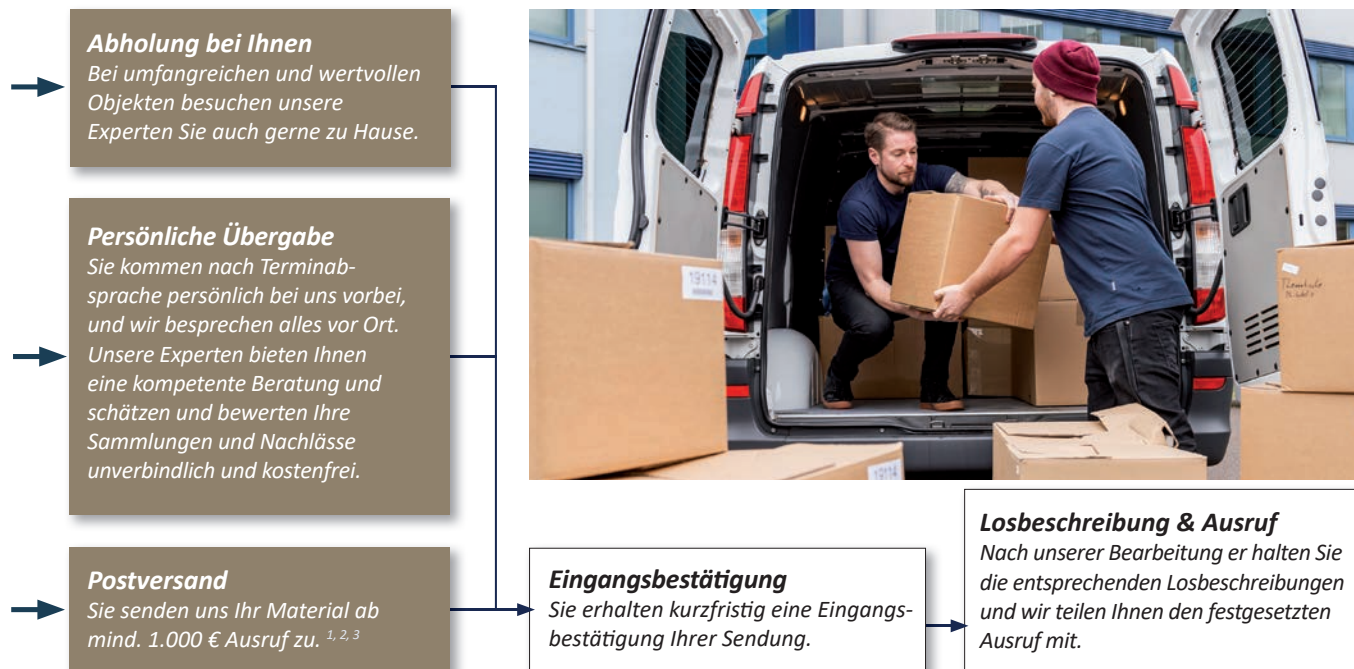 Abholung bei Ihnen
Bei umfangreichen und wertvollen
Objekten besuchen unsere
Experten Sie auch gerne zu Hause.
Persönliche Übergabe
Sie kommen nach Terminab-
sprache persönlich bei uns vorbei,
und wir besprechen alles vor Ort.
Unsere Experten bieten Ihnen
eine kompetente Beratung und
schätzen und bewerten Ihre
Sammlungen und Nachlässe
unverbindlich und kostenfrei.
Postversand
Sie senden uns Ihr Material ab
mind. 1.000 € Ausruf zu. 1, 2, 3
19114
19114
Eingangsbestätigung
Sie erhalten kurzfristig eine Eingangs-
bestätigung Ihrer Sendung.
Losbeschreibung & Ausruf
Nach unserer Bearbeitung er halten Sie
die entsprechenden Losbeschreibungen
und wir teilen Ihnen den festgesetzten
Ausruf mit.